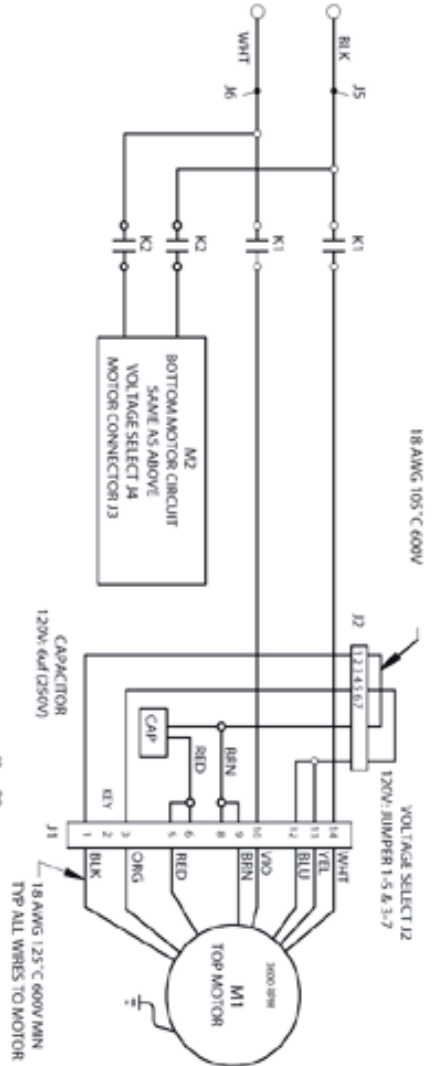 BLK
WHT
J5
J6
K1
K1
K2
K2
M2
BOTTOM MOTOR CIRCUIT
SAME AS ABOVE
VOLTAGE SELECT J4
MOTOR CONNECTOR J3
18 AWG 105°C 600V
J2
1 2 3 4 5 6 7
VOLTAGE SELECT J2
120V: JUMPER 1-5 & 3-7
CAPACITOR
120V: 6uf (250V)
CAP
RED
BRN
KEY
J1
1 2 3 5 6 8 9 10 12 13 14
BLK
ORG
RED
BRN
VIO
BLU
YEL
WHT
3600 RPM
M1
TOP MOTOR
18 AWG 125°C 600V MIN
TYP ALL WIRES TO MOTOR